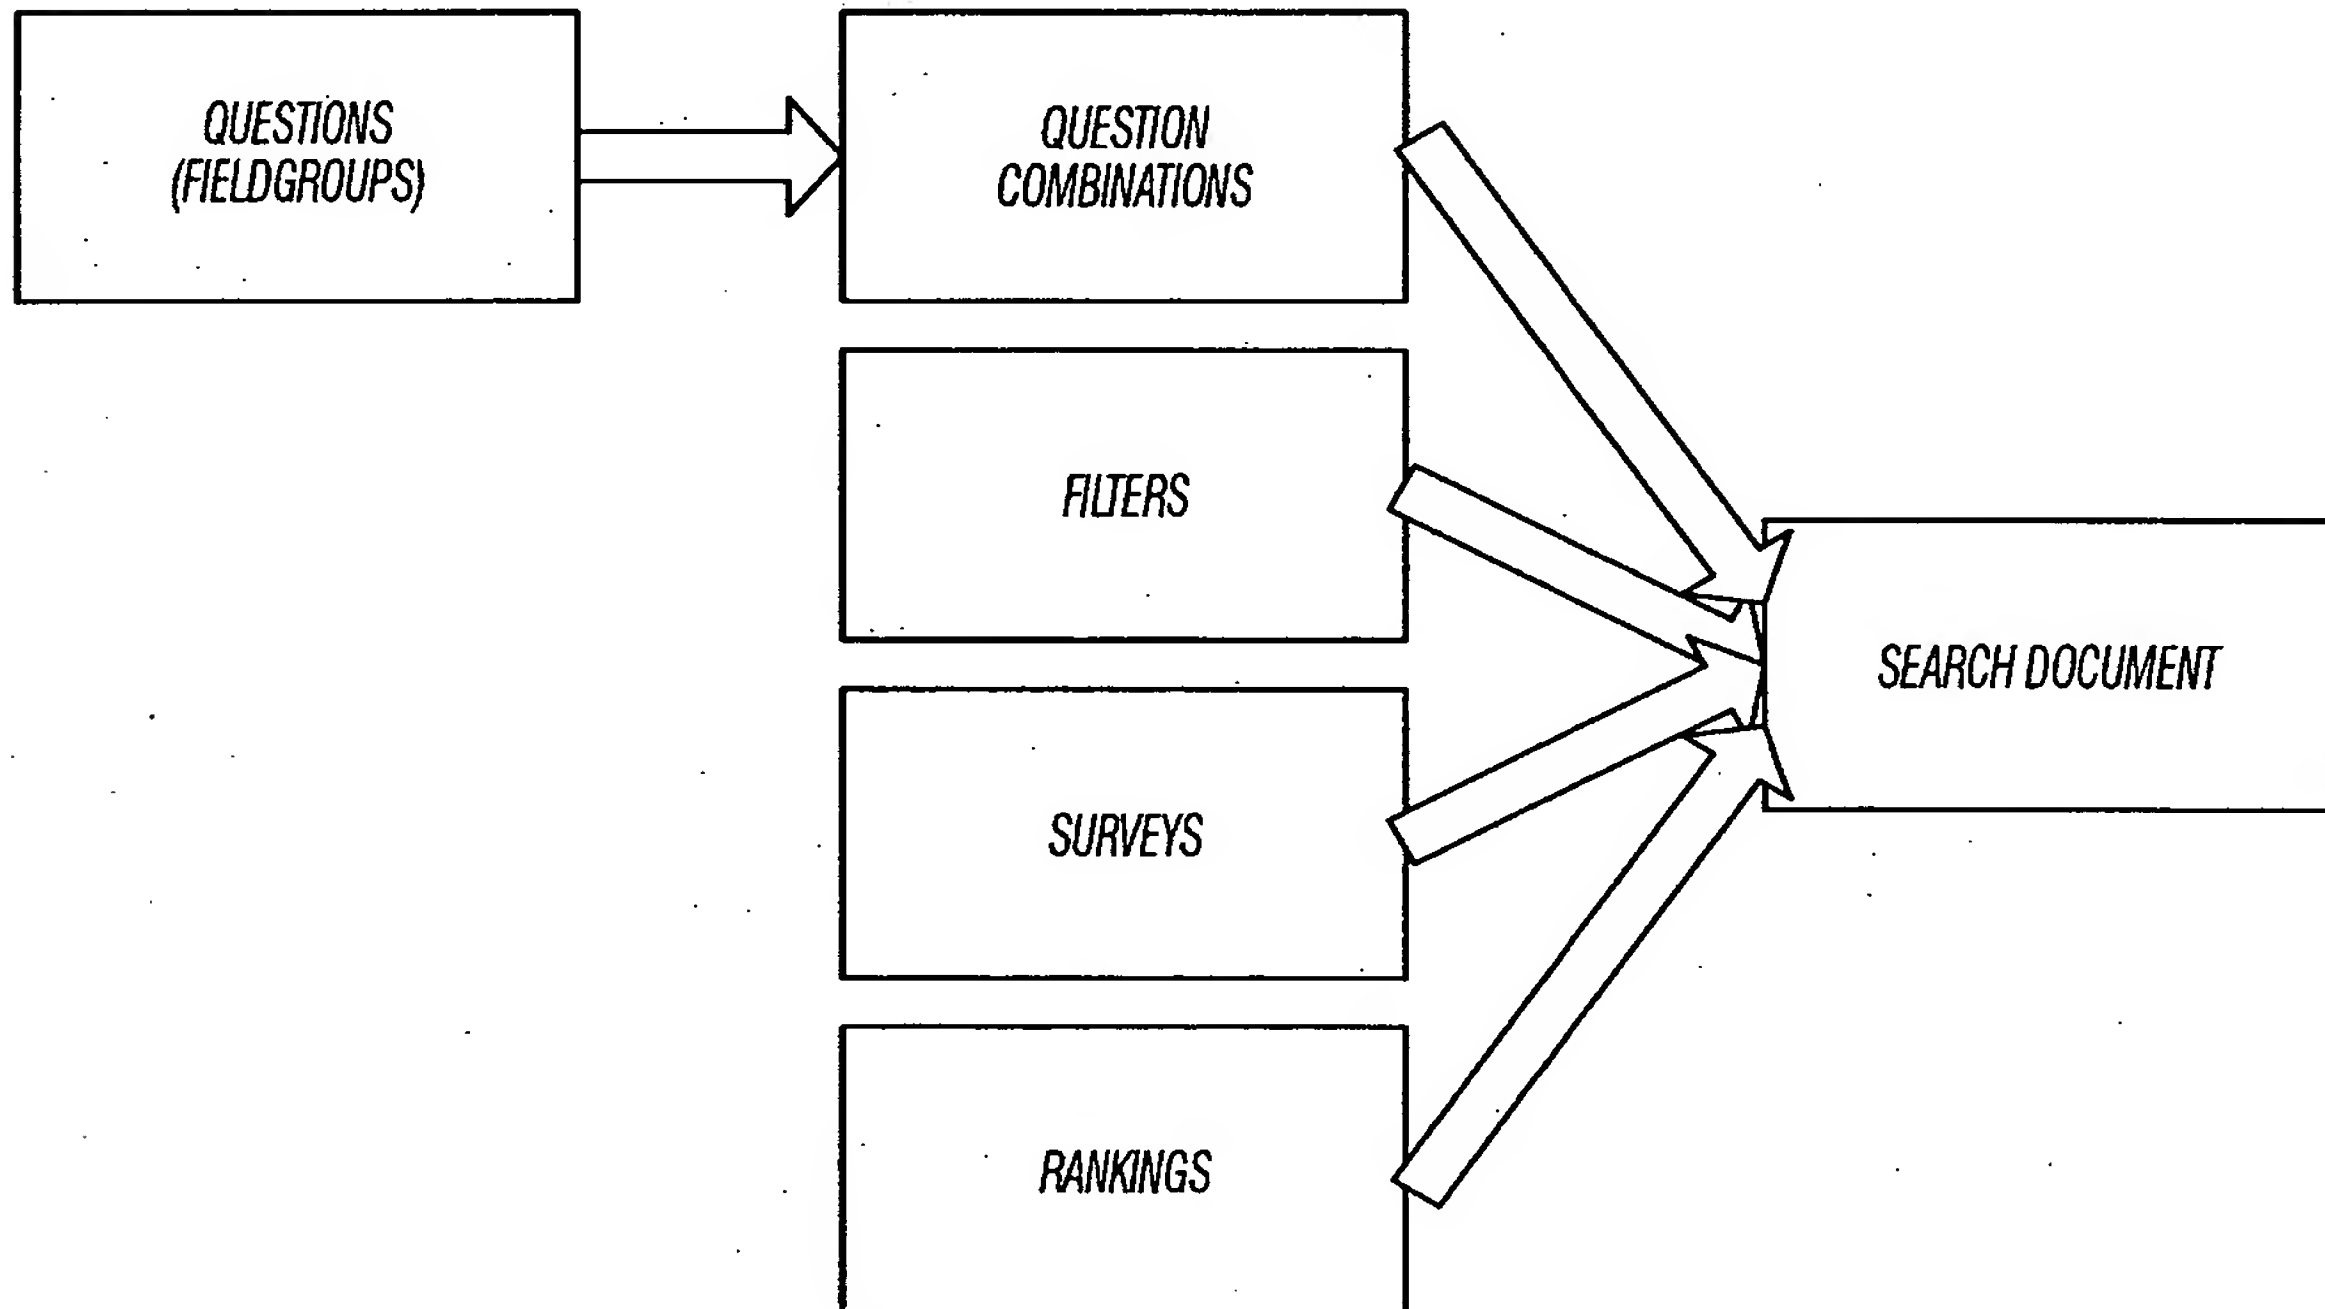 QUESTIONS
(FIELDGROUPS)
QUESTION
COMBINATIONS
FILTERS
SURVEYS
RANKINGS
SEARCH DOCUMENT